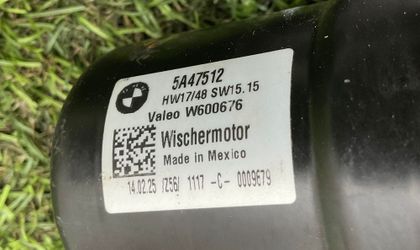 5A47512
HW17/48 SW15.15
Valeo W600676
Wischermotor
Made in Mexico
14.02.25 /Z56/ 1117 -C- 0009679